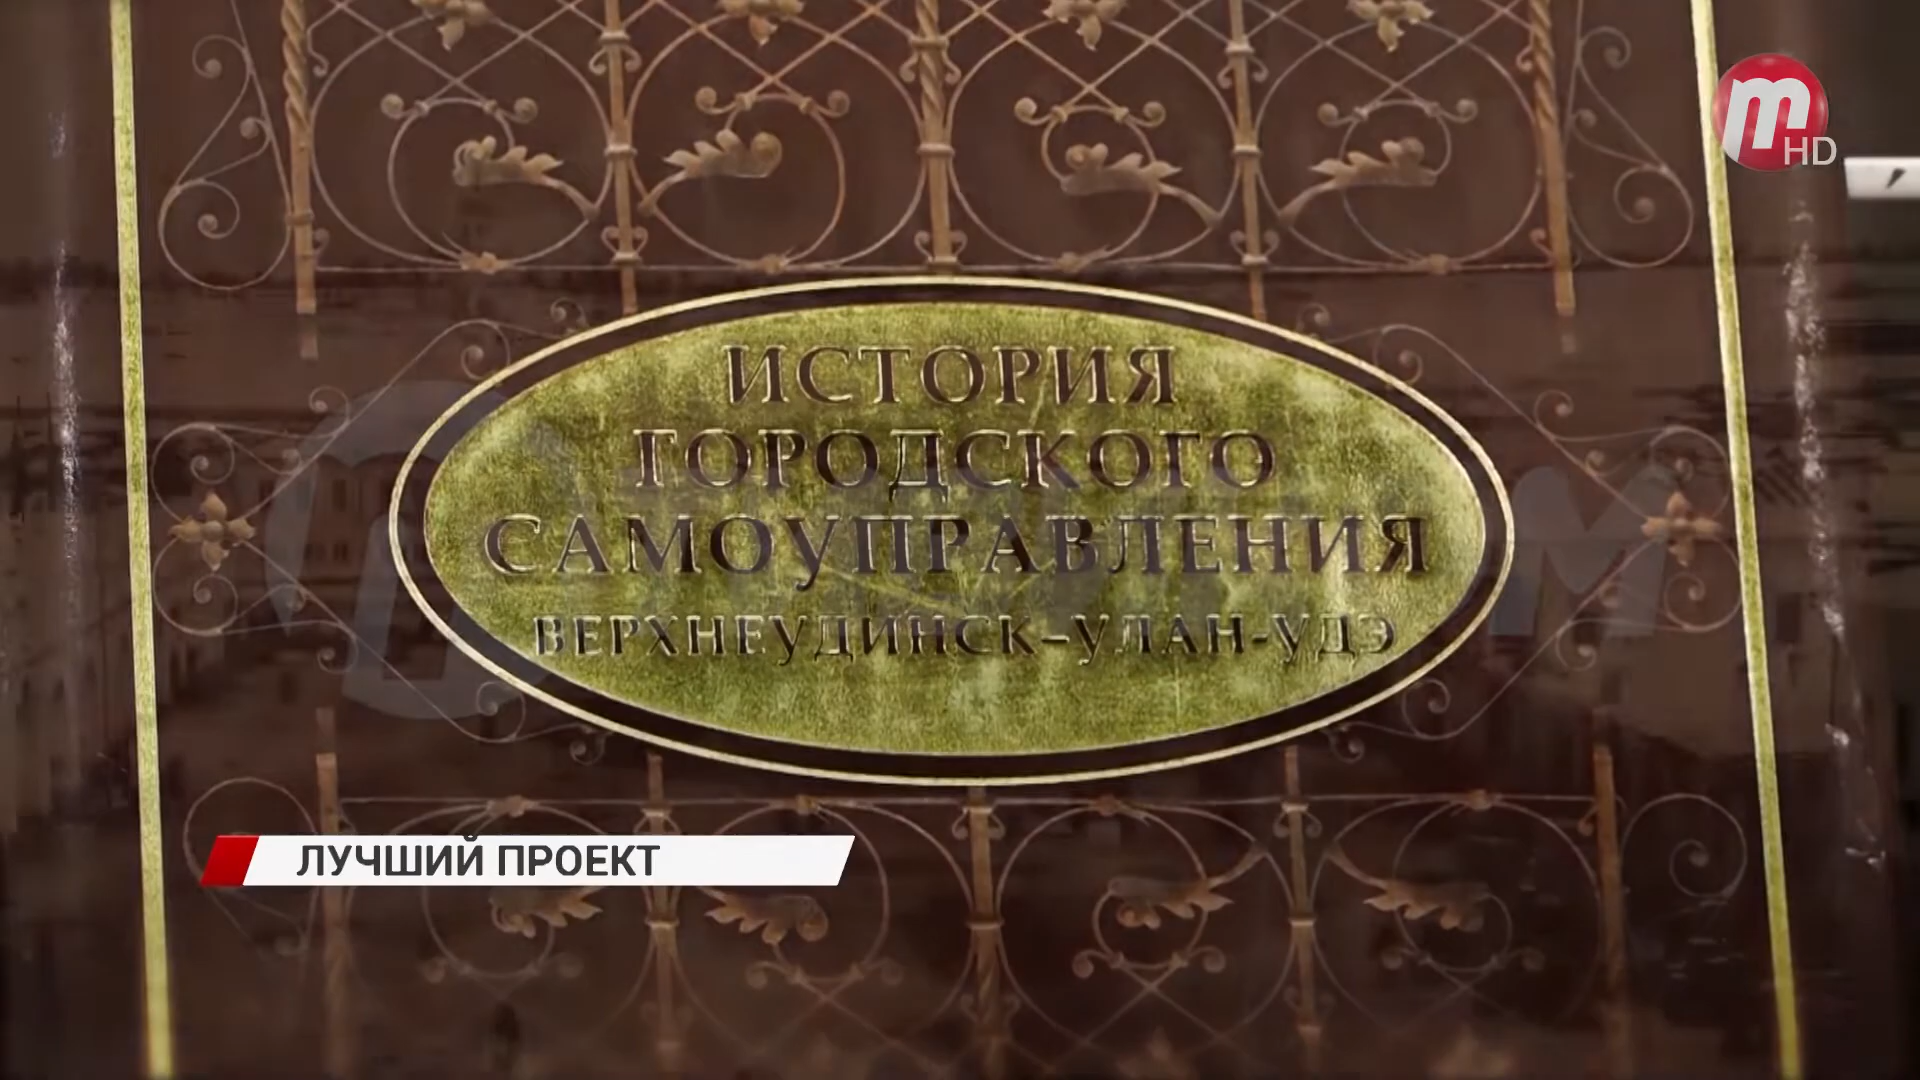 m HD
ИСТОРИЯ
ГОРОДСКОГО
САМОУПРАВЛЕНИЯ
ВЕРХНЕУДИНСК–УЛАН-УДЭ
ЛУЧШИЙ ПРОЕКТ